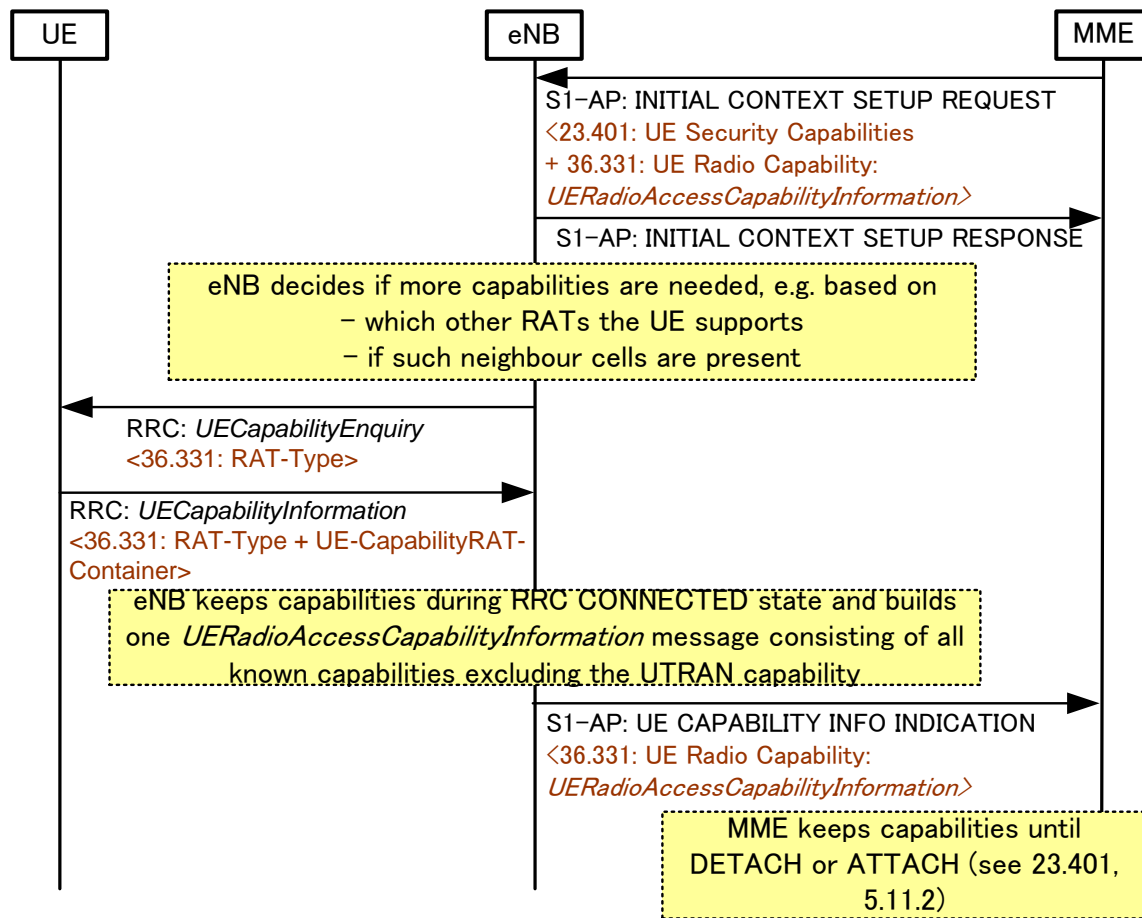 UE
eNB
MME
S1-AP: INITIAL CONTEXT SETUP REQUEST
<23.401: UE Security Capabilities
+ 36.331: UE Radio Capability:
UERadioAccessCapabilityInformation>
S1-AP: INITIAL CONTEXT SETUP RESPONSE
eNB decides if more capabilities are needed, e.g. based on
- which other RATs the UE supports
- if such neighbour cells are present
RRC: UECapabilityEnquiry
<36.331: RAT-Type>
RRC: UECapabilityInformation
<36.331: RAT-Type + UE-CapabilityRAT-
Container>
eNB keeps capabilities during RRC CONNECTED state and builds
one UERadioAccessCapabilityInformation message consisting of all
known capabilities excluding the UTRAN capability
S1-AP: UE CAPABILITY INFO INDICATION
<36.331: UE Radio Capability:
UERadioAccessCapabilityInformation>
MME keeps capabilities until
DETACH or ATTACH (see 23.401,
5.11.2)